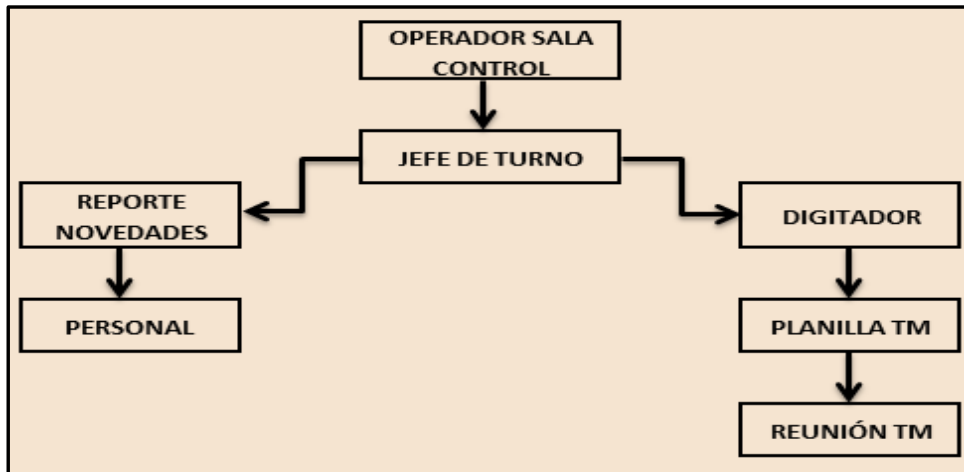 OPERADOR SALA
CONTROL
JEFE DE TURNO
REPORTE
NOVEDADES
DIGITADOR
PERSONAL
PLANILLA TM
REUNIÓN TM